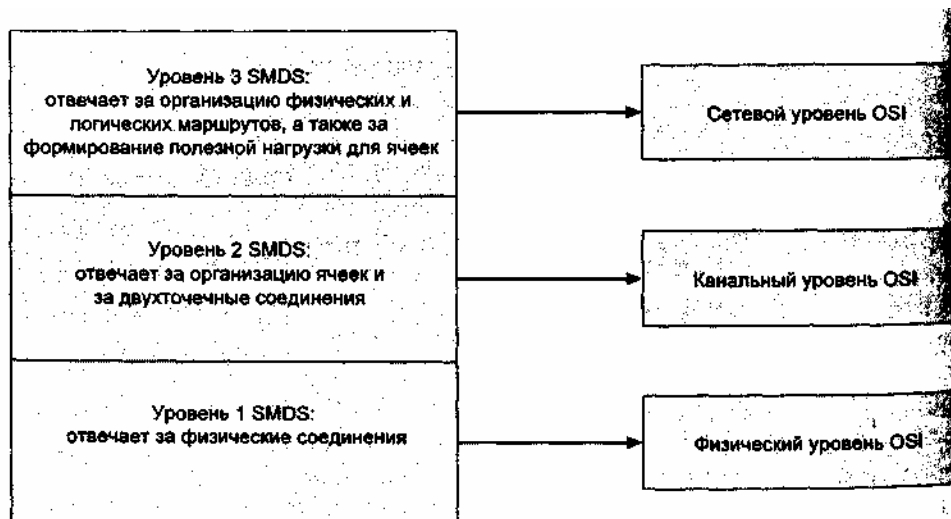 Уровень 3 SMDS:
отвечает за организацию физических и
логических маршрутов, а также за
формирование полезной нагрузки для ячеек
Сетевой уровень OSI
Уровень 2 SMDS:
отвечает за организацию ячеек и
за двухточечные соединения
Канальный уровень OSI
Уровень 1 SMDS:
отвечает за физические соединения
Физический уровень OSI